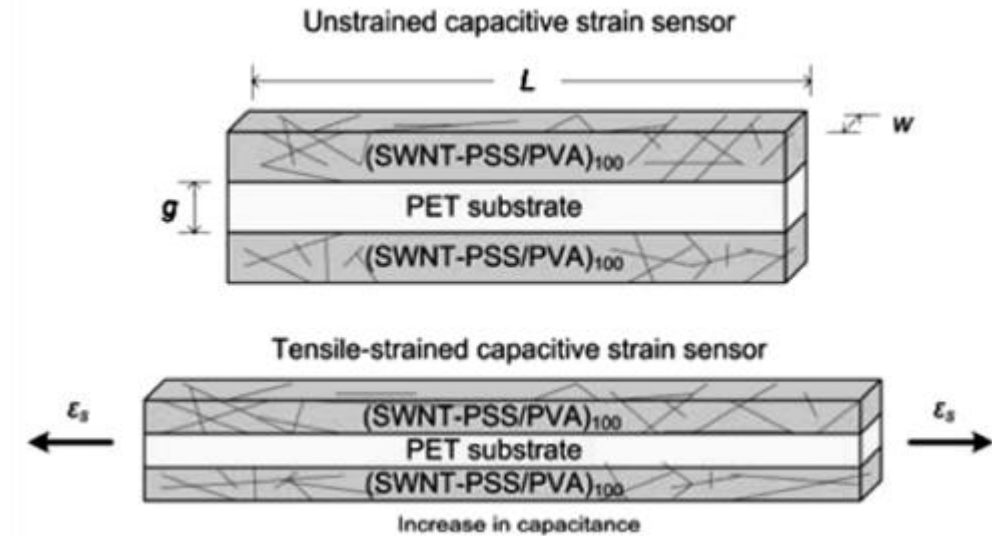 Unstrained capacitive strain sensor
L
w
(SWNT-PSS/PVA)₁₀₀
g
PET substrate
(SWNT-PSS/PVA)₁₀₀
Tensile-strained capacitive strain sensor
εₛ
εₛ
(SWNT-PSS/PVA)₁₀₀
PET substrate
(SWNT-PSS/PVA)₁₀₀
Increase in capacitance